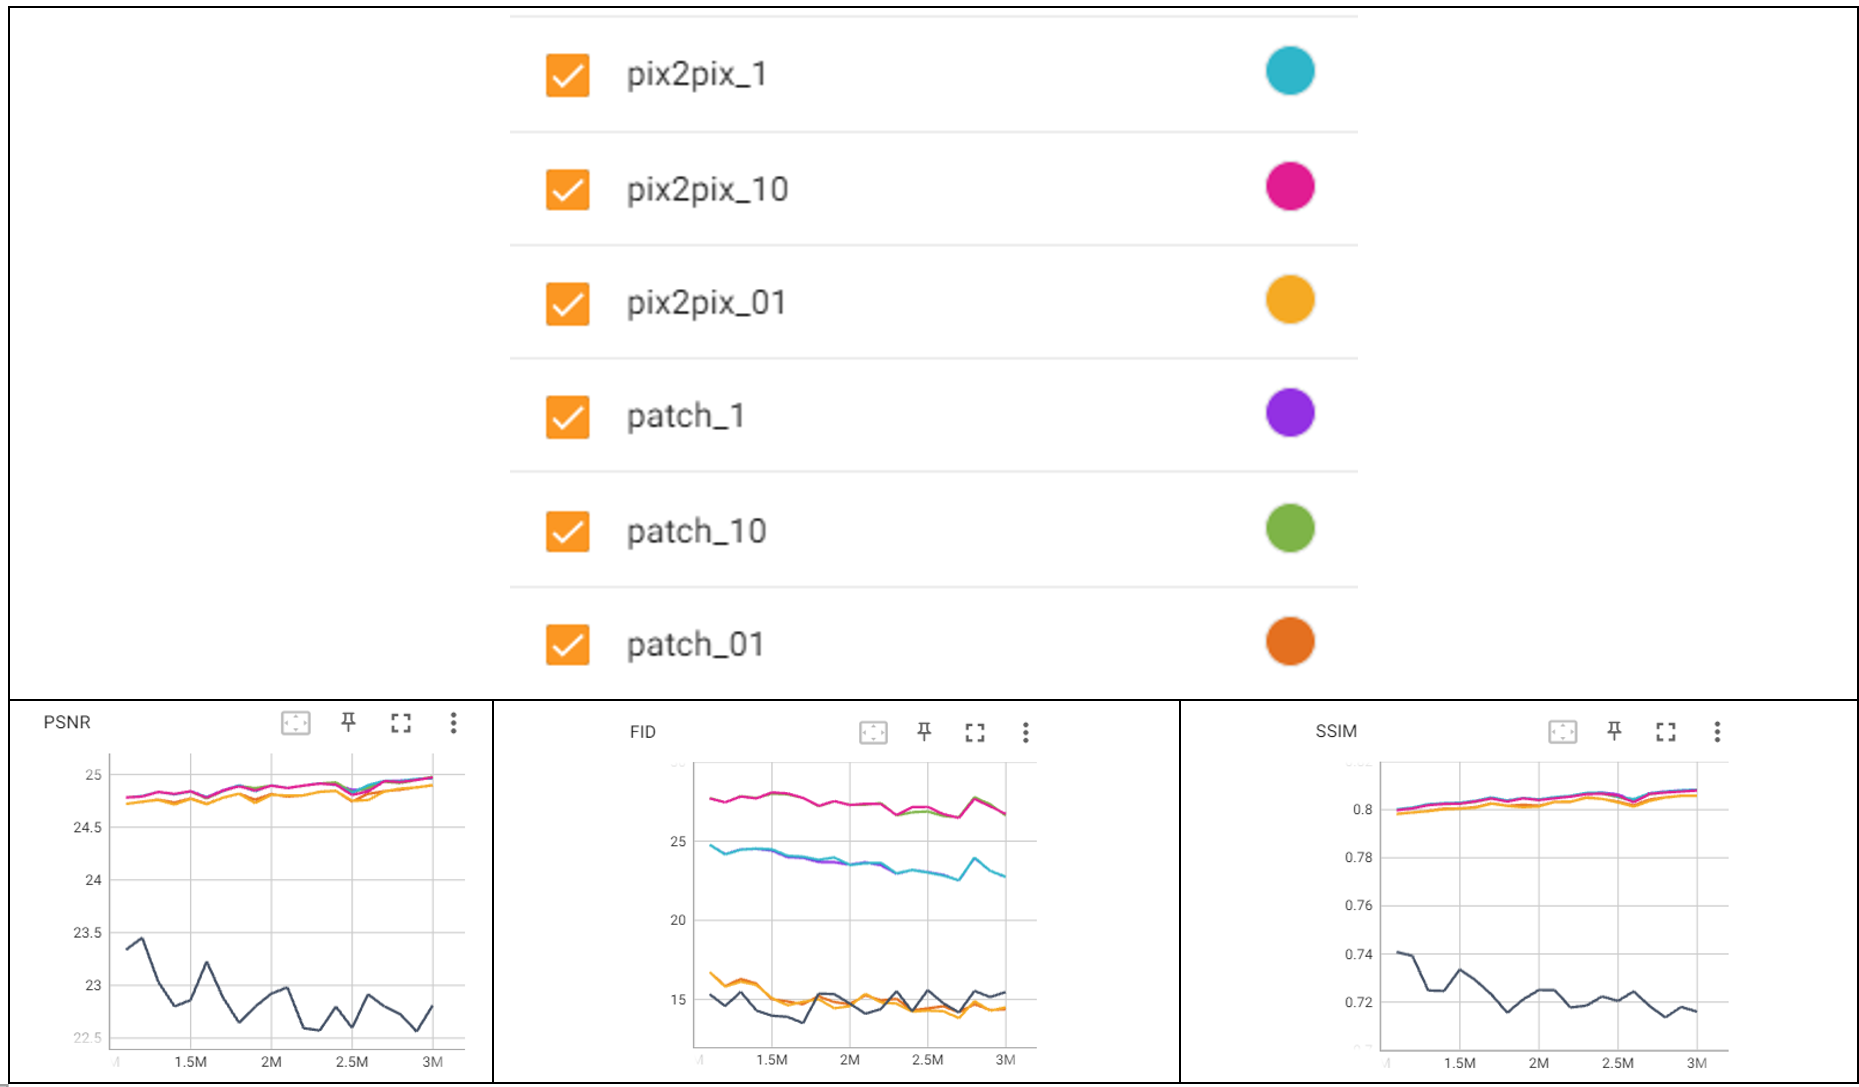 pix2pix_1
pix2pix_10
pix2pix_01
patch_1
patch_10
patch_01
PSNR
25
24.5
24
23.5
23
22.5
M
1.5M
2M
2.5M
3M
FID
25
20
15
M
1.5M
2M
2.5M
3M
SSIM
0.8
0.78
0.76
0.74
0.72
0.7
M
1.5M
2M
2.5M
3M